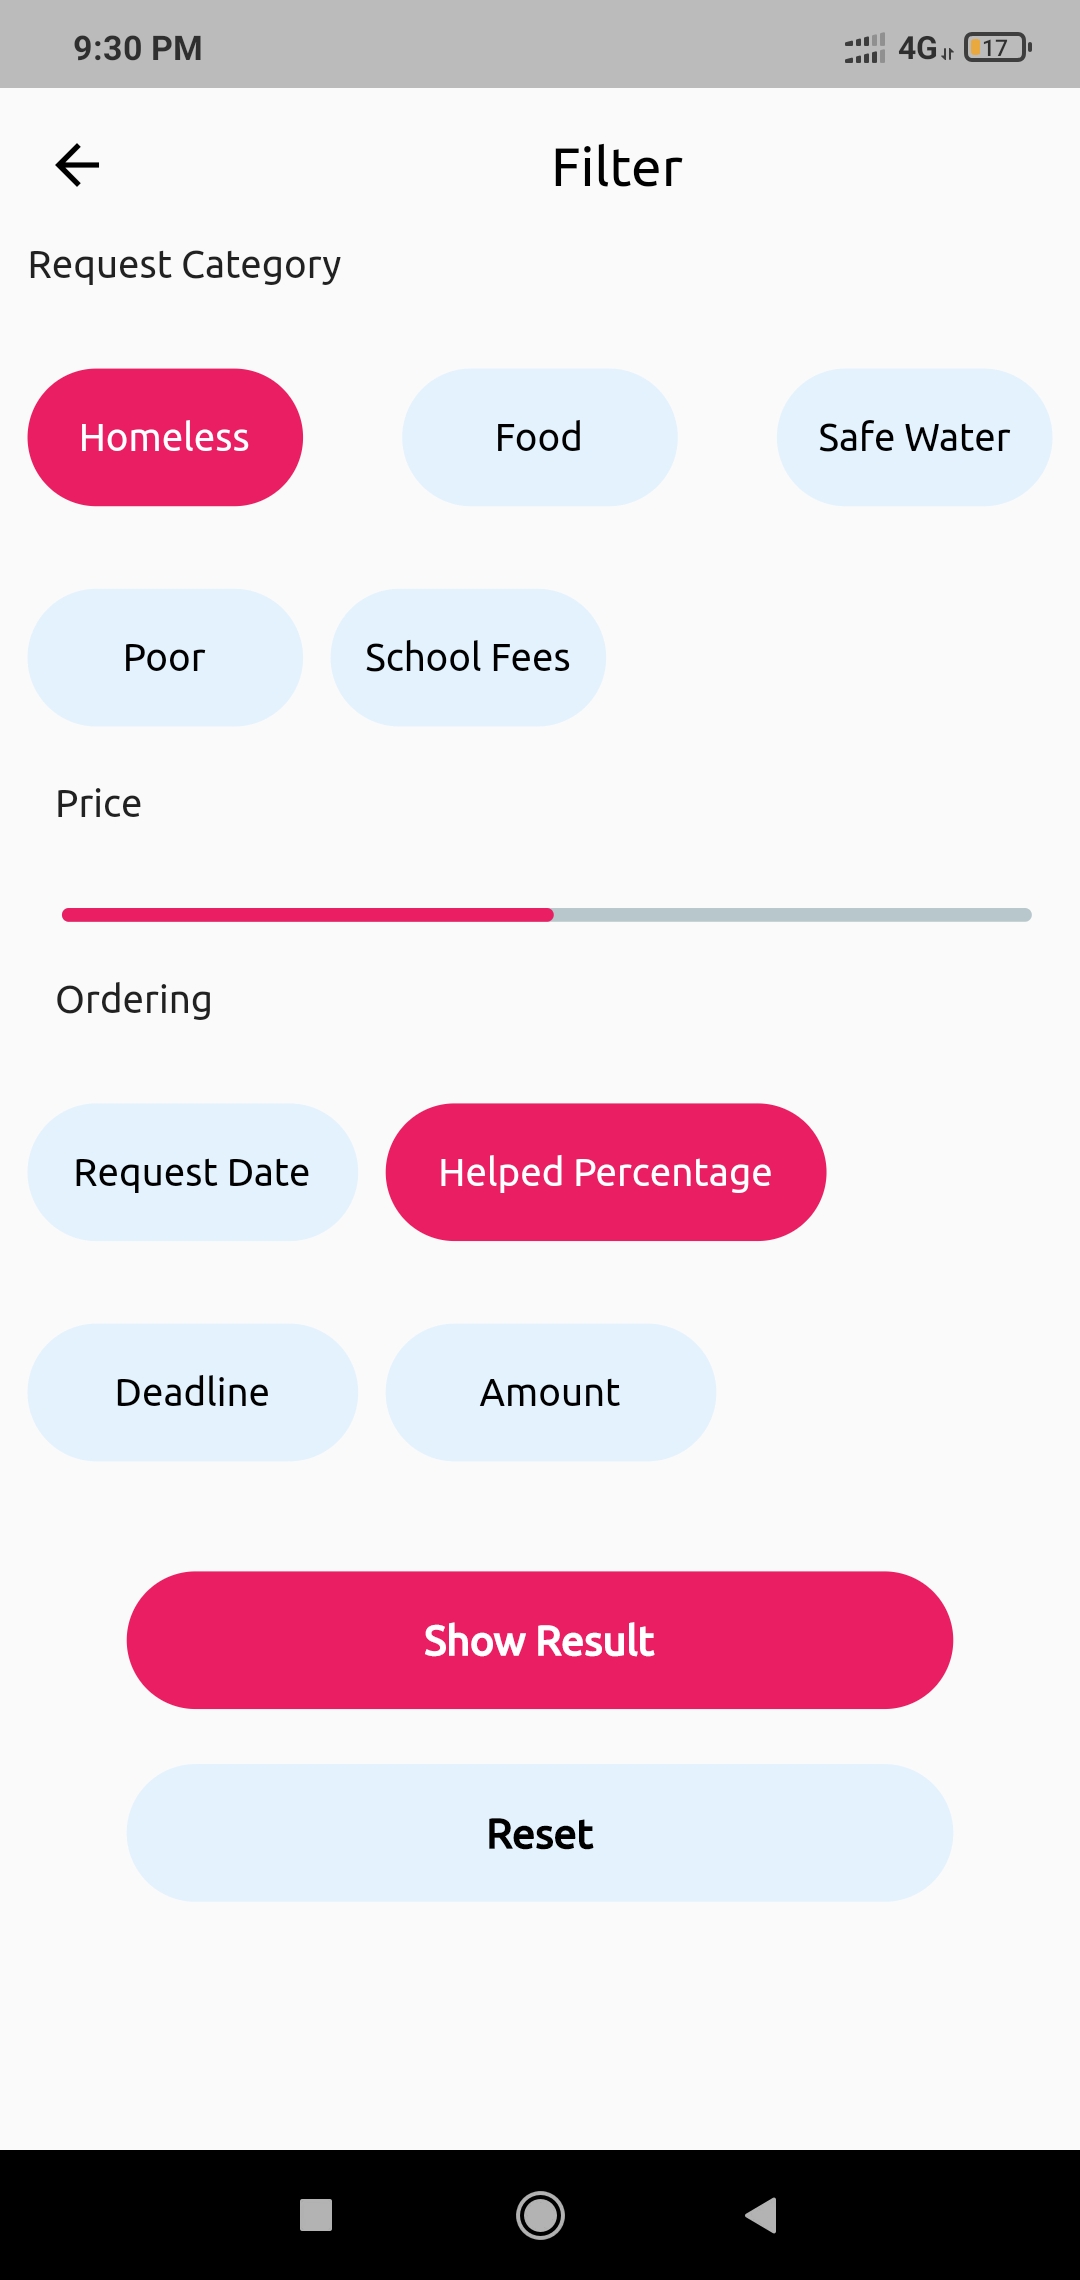 9:30 PM 4G 17
Filter
Request Category
Homeless Food Safe Water
Poor School Fees
Price
Ordering
Request Date Helped Percentage
Deadline Amount
Show Result
Reset